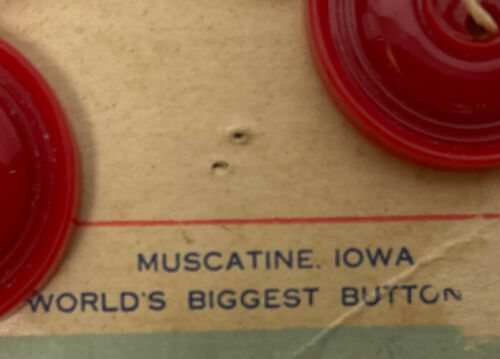 MUSCATINE. IOWA
WORLD'S BIGGEST BUTTON